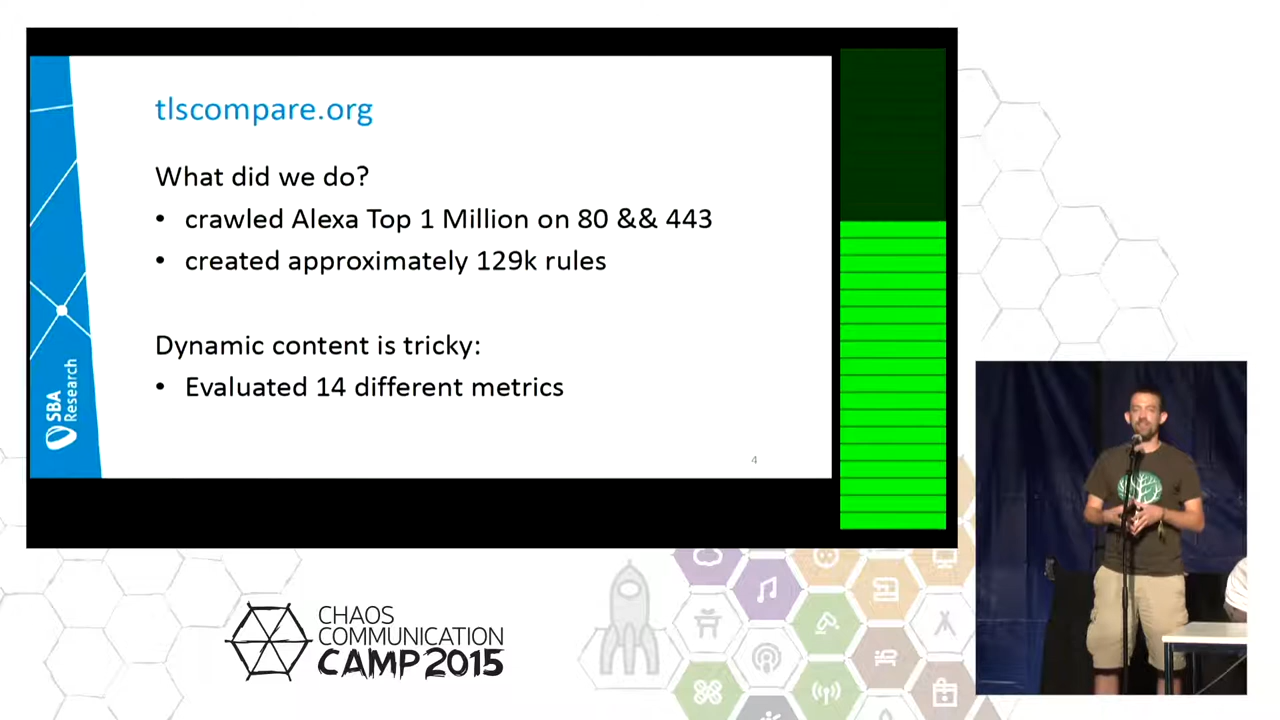 tlscompare.org
What did we do?
• crawled Alexa Top 1 Million on 80 && 443
• created approximately 129k rules
Dynamic content is tricky:
• Evaluated 14 different metrics
SBA
Research
4
CHAOS
COMMUNICATION
CAMP 2015